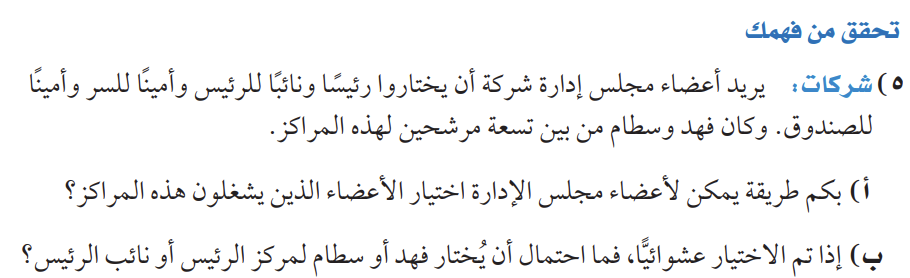 تحقق من فهمك
٥) شركات: يريد أعضاء مجلس إدارة شركة أن يختاروا رئيسًا ونائبًا للرئيس وأمينًا للسر وأمينًا
للصندوق. وكان فهد وسطام من بين تسعة مرشحين لهذه المراكز.
أ) بكم طريقة يمكن لأعضاء مجلس الإدارة اختيار الأعضاء الذين يشغلون هذه المراكز؟
ب) إذا تم الاختيار عشوائيًّا، فما احتمال أن يُختار فهد أو سطام لمركز الرئيس أو نائب الرئيس؟